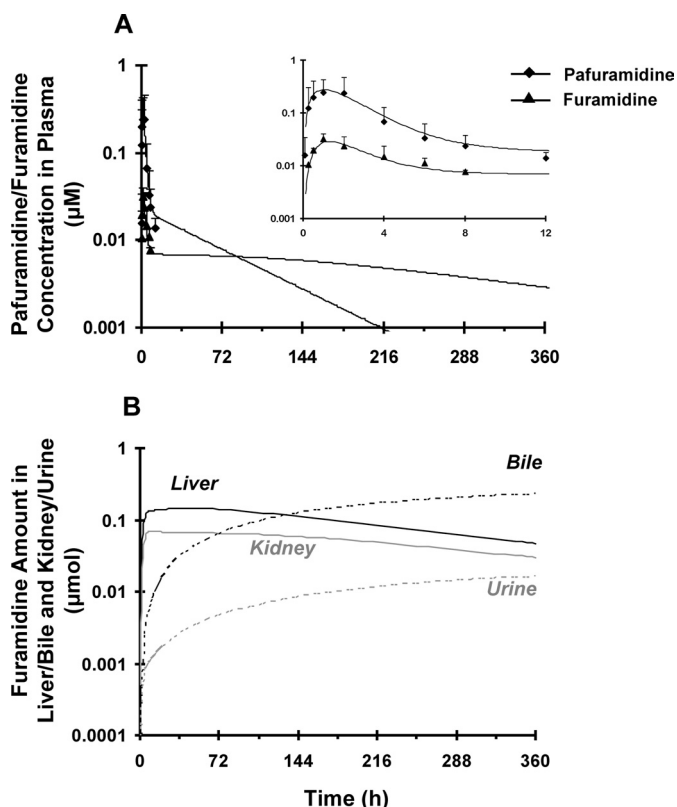 A
Pafuramidine/Furamidine
Concentration in Plasma
(µM)
1
0.1
0.01
0.001
0
72
144
216
288
360
1
0.1
0.01
0.001
0
4
8
12
Pafuramidine
Furamidine
B
Furamidine Amount in
Liver/Bile and Kidney/Urine
(µmol)
1
0.1
0.01
0.001
0.0001
Liver
Bile
Kidney
Urine
0
72
144
216
288
360
Time (h)